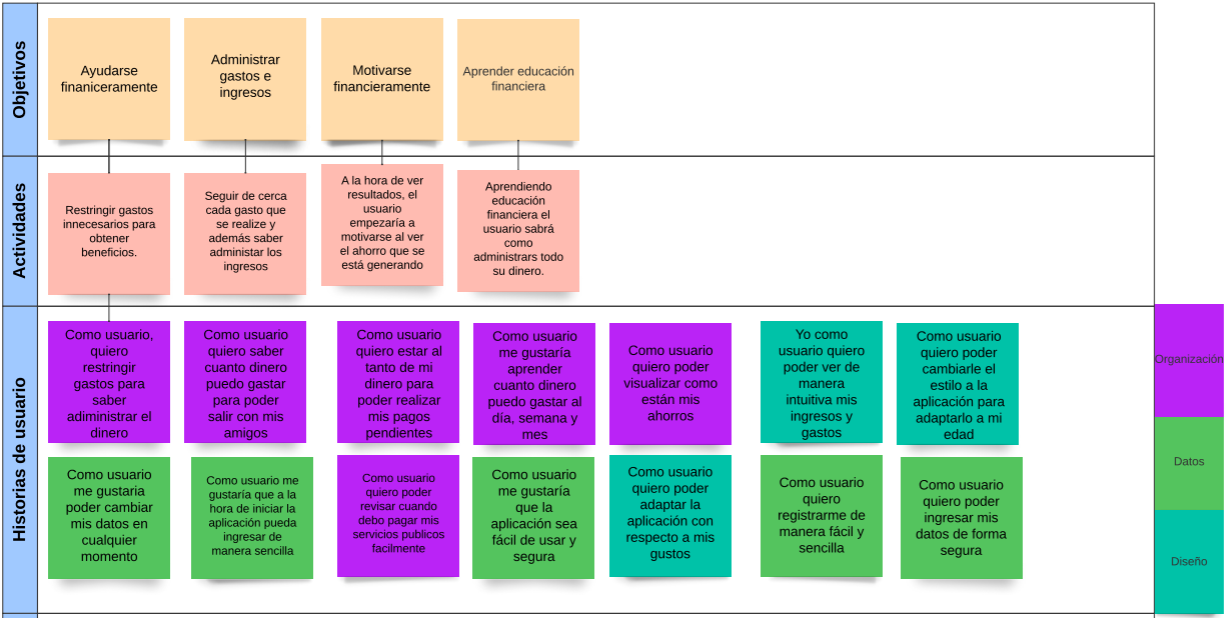 Objetivos
Ayudarse
finaniceramente
Administrar
gastos e
ingresos
Motivarse
financieramente
Aprender educación
financiera
Actividades
Restringir gastos
innecesarios para
obtener
beneficios.
Seguir de cerca
cada gasto que
se realize y
además saber
administar los
ingresos
A la hora de ver
resultados, el
usuario
empezaría a
motivarse al ver
el ahorro que se
está generando
Aprendiendo
educación
financiera el
usuario sabrá
como
administrars todo
su dinero.
Historias de usuario
Como usuario,
quiero
restringir
gastos para
saber
adiministrar el
dinero
Como usuario
quiero saber
cuanto dinero
puedo gastar
para poder
salir con mis
amigos
Como usuario
quiero estar al
tanto de mi
dinero para
poder realizar
mis pagos
pendientes
Como usuario
me gustaría
aprender
cuanto dinero
puedo gastar al
día, semana y
mes
Como usuario
quiero poder
visualizar como
están mis
ahorros
Yo como
usuario quiero
poder ver de
manera
intuitiva mis
ingresos y
gastos
Como usuario
quiero poder
cambiarle el
estilo a la
aplicación para
adaptarlo a mi
edad
Como usuario
me gustaria
poder cambiar
mis datos en
cualquier
momento
Como usuario me
gustaría que a la
hora de iniciar la
aplicación pueda
ingresar de
manera sencilla
Como usuario
quiero poder
revisar cuando
debo pagar mis
servicios publicos
facilmente
Como usuario
me gustaría
que la
aplicación sea
fácil de usar y
segura
Como usuario
quiero poder
adaptar la
aplicación con
respecto a mis
gustos
Como usuario
quiero
registrarme de
manera fácil y
sencilla
Como usuario
quiero poder
ingresar mis
datos de forma
segura
Organización
Datos
Diseño